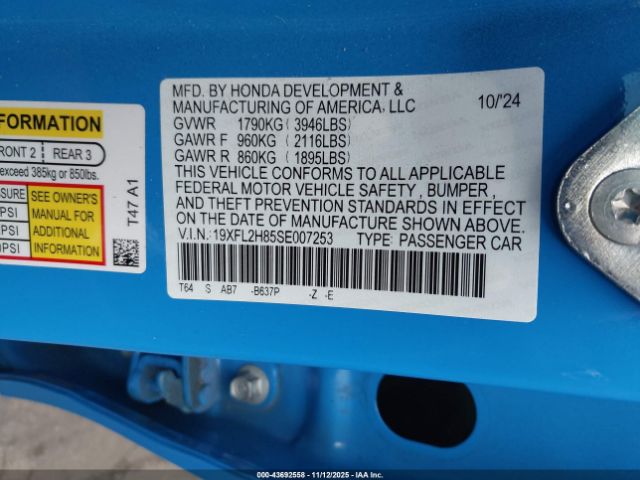 MFD. BY HONDA DEVELOPMENT &
MANUFACTURING OF AMERICA, LLC 10/'24
GVWR 1790KG ( 3946LBS)
GAWR F 960KG ( 2116LBS)
GAWR R 860KG ( 1895LBS)
THIS VEHICLE CONFORMS TO ALL APPLICABLE
FEDERAL MOTOR VEHICLE SAFETY , BUMPER ,
AND THEFT PREVENTION STANDARDS IN EFFECT
ON THE DATE OF MANUFACTURE SHOWN ABOVE.
V.I.N.: 19XFL2H85SE007253 TYPE: PASSENGER CAR
T64 S AB7 -B637P -Z -E
FORMATION
FRONT 2 REAR 3
exceed 385kg or 850lbs.
SURE
PSI
PSI
PSI
SEE OWNER'S
MANUAL FOR
ADDITIONAL
INFORMATION
T47 A1
000-43692558 - 11/12/2025 - IAA Inc.